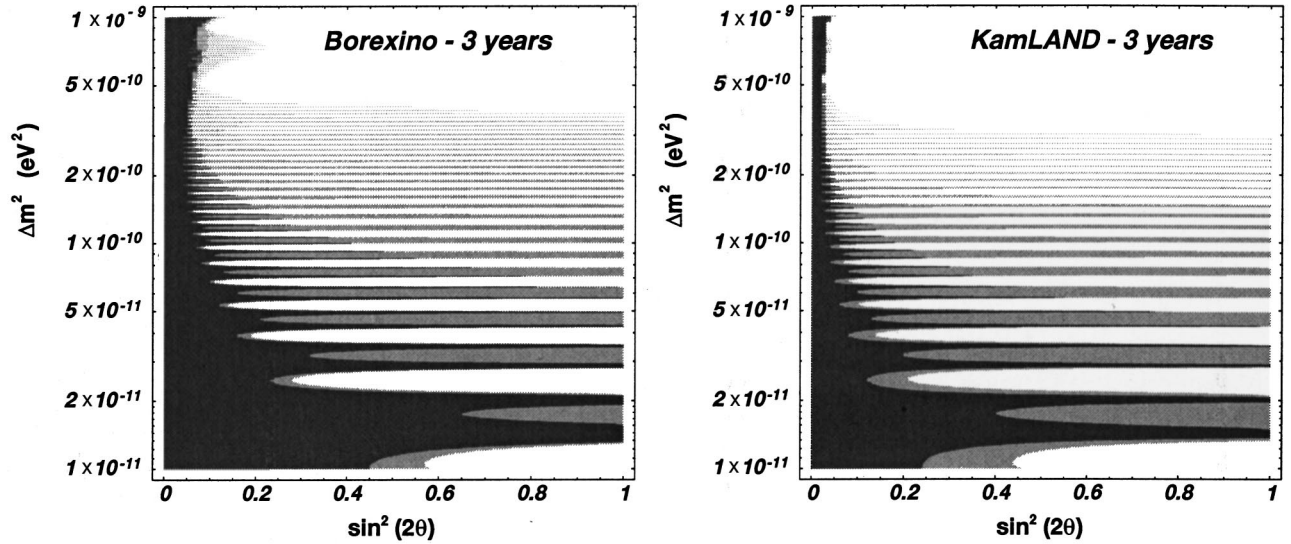 Borexino - 3 years
1 × 10⁻⁹
5 × 10⁻¹⁰
2 × 10⁻¹⁰
1 × 10⁻¹⁰
5 × 10⁻¹¹
2 × 10⁻¹¹
1 × 10⁻¹¹
Δm² (eV²)
0 0.2 0.4 0.6 0.8 1
sin² (2θ)
KamLAND - 3 years
1 × 10⁻⁹
5 × 10⁻¹⁰
2 × 10⁻¹⁰
1 × 10⁻¹⁰
5 × 10⁻¹¹
2 × 10⁻¹¹
1 × 10⁻¹¹
Δm² (eV²)
0 0.2 0.4 0.6 0.8 1
sin² (2θ)